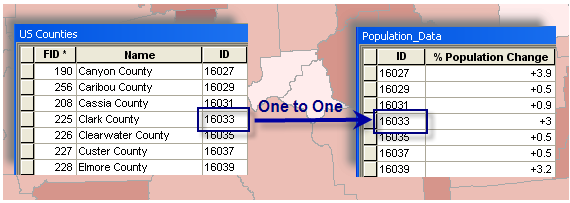 US Counties
FID * Name ID
190 Canyon County 16027
256 Caribou County 16029
208 Cassia County 16031
225 Clark County 16033
226 Clearwater County 16035
227 Custer County 16037
228 Elmore County 16039
One to One
Population_Data
ID % Population Change
16027 +3.9
16029 +0.5
16031 +0.9
16033 +3
16035 +0.5
16037 +0.5
16039 +3.2